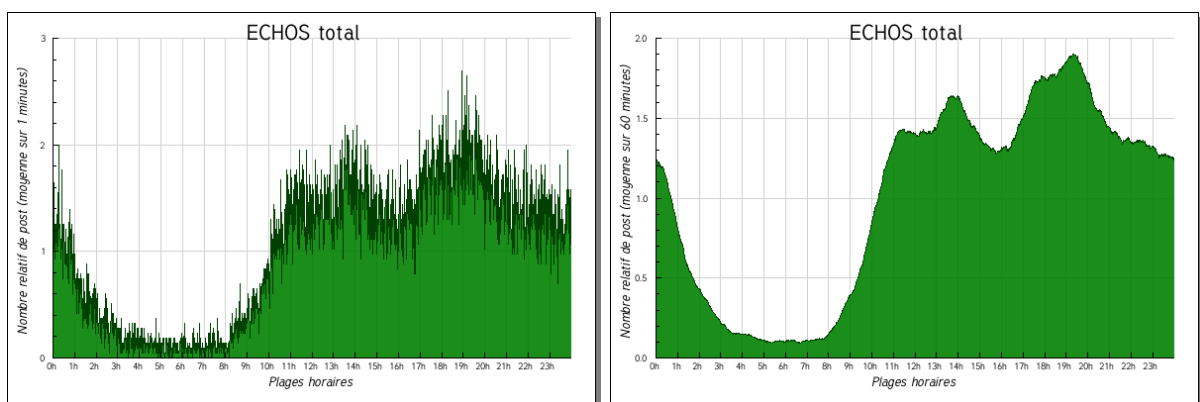 ECHOS total
Nombre relatif de post (moyenne sur 1 minutes)
3
2
1
0
0h 1h 2h 3h 4h 5h 6h 7h 8h 9h 10h 11h 12h 13h 14h 15h 16h 17h 18h 19h 20h 21h 22h 23h
Plages horaires
ECHOS total
Nombre relatif de post (moyenne sur 60 minutes)
2.0
1.5
1.0
0.5
0.0
0h 1h 2h 3h 4h 5h 6h 7h 8h 9h 10h 11h 12h 13h 14h 15h 16h 17h 18h 19h 20h 21h 22h 23h
Plages horaires